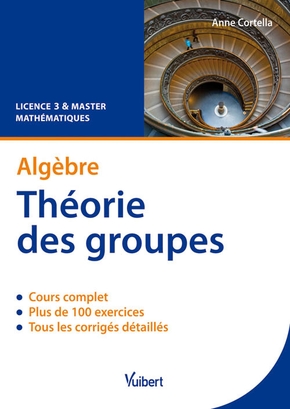 Anne Cortella
LICENCE 3 & MASTER
MATHÉMATIQUES
Algèbre
Théorie
des groupes
• Cours complet
• Plus de 100 exercices
• Tous les corrigés détaillés
Vuibert